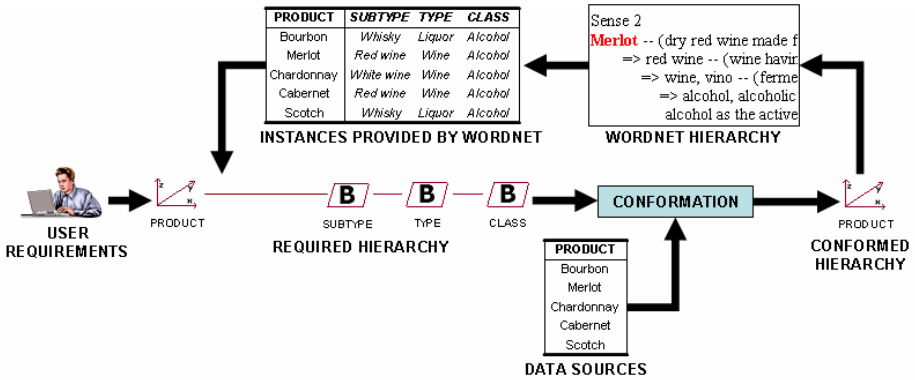 PRODUCT SUBTYPE TYPE CLASS
Bourbon Whisky Liquor Alcohol
Merlot Red wine Wine Alcohol
Chardonnay White wine Wine Alcohol
Cabernet Red wine Wine Alcohol
Scotch Whisky Liquor Alcohol
INSTANCES PROVIDED BY WORDNET
Sense 2
Merlot -- (dry red wine made f
=> red wine -- (wine havir
=> wine, vino -- (ferme
=> alcohol, alcoholic
alcohol as the active
WORDNET HIERARCHY
USER
REQUIREMENTS
z y
x
PRODUCT
B B B
SUBTYPE TYPE CLASS
REQUIRED HIERARCHY
CONFORMATION
z y
x
PRODUCT
CONFORMED
HIERARCHY
PRODUCT
Bourbon
Merlot
Chardonnay
Cabernet
Scotch
DATA SOURCES